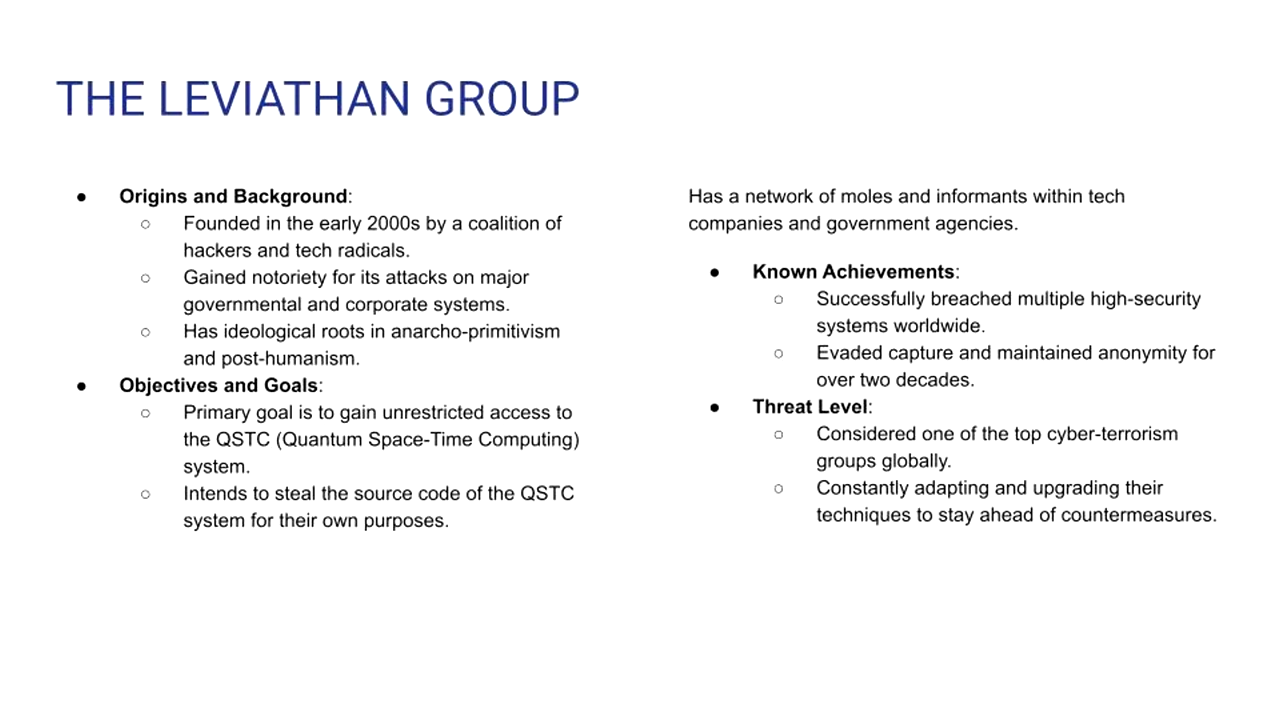 THE LEVIATHAN GROUP
● Origins and Background:
○ Founded in the early 2000s by a coalition of
hackers and tech radicals.
○ Gained notoriety for its attacks on major
governmental and corporate systems.
○ Has ideological roots in anarcho-primitivism
and post-humanism.
● Objectives and Goals:
○ Primary goal is to gain unrestricted access to
the QSTC (Quantum Space-Time Computing)
system.
○ Intends to steal the source code of the QSTC
system for their own purposes.
Has a network of moles and informants within tech
companies and government agencies.
● Known Achievements:
○ Successfully breached multiple high-security
systems worldwide.
○ Evaded capture and maintained anonymity for
over two decades.
● Threat Level:
○ Considered one of the top cyber-terrorism
groups globally.
○ Constantly adapting and upgrading their
techniques to stay ahead of countermeasures.